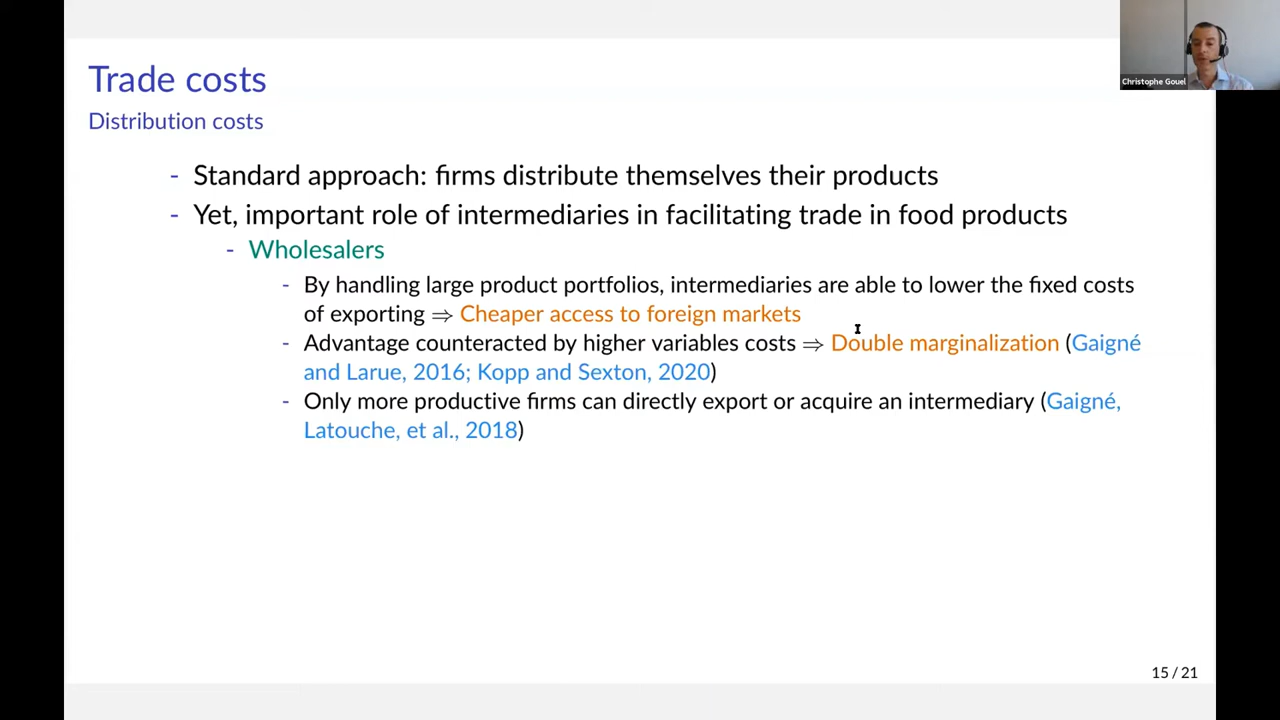 Trade costs
Distribution costs
Christophe Gouel
- Standard approach: firms distribute themselves their products
- Yet, important role of intermediaries in facilitating trade in food products
- Wholesalers
- By handling large product portfolios, intermediaries are able to lower the fixed costs
of exporting ⇒ Cheaper access to foreign markets
- Advantage counteracted by higher variables costs ⇒ Double marginalization (Gaigné
and Larue, 2016; Kopp and Sexton, 2020)
- Only more productive firms can directly export or acquire an intermediary (Gaigné,
Latouche, et al., 2018)
15 / 21